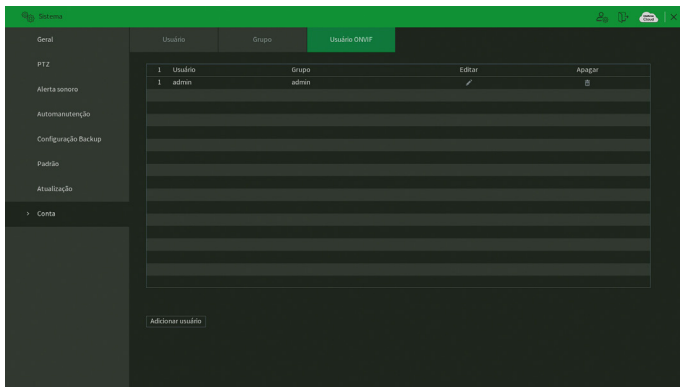 Sistema
Geral
PTZ
Alerta sonoro
Automanutenção
Configuração Backup
Padrão
Atualização
> Conta
Usuário Grupo Usuário ONVIF
1 Usuário Grupo Editar Apagar
1 admin admin
Adicionar usuário